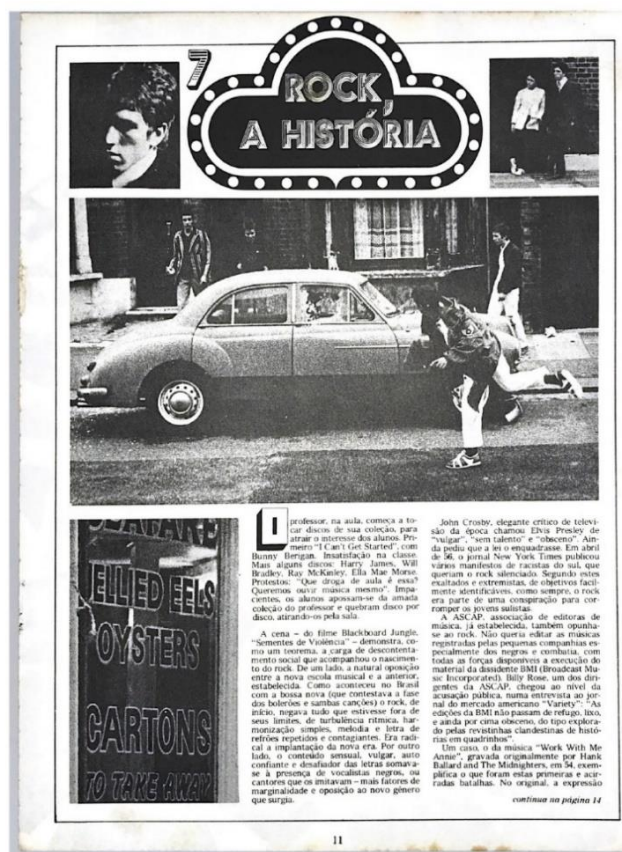 7
ROCK,
A HISTÓRIA
O professor, na aula, começa a to-
car discos de sua coleção, para
atrair o interesse dos alunos. Pri-
meiro "I Can't Get Started", com
Bunny Berigan. Insatisfação na classe.
Mais alguns discos: Harry James, Will
Bradley, Ray McKinley, Ella Mae Morse.
Protestos: "Que droga de aula é essa?
Queremos ouvir música mesmo". Impa-
cientes, os alunos apossam-se da amada
coleção do professor e quebram disco por
disco, atirando-os pela sala.
A cena – do filme Blackboard Jungle,
"Sementes de Violência" – demonstra, co-
mo um teorema, a carga de descontenta-
mento social que acompanhou o nascimen-
to do rock. De um lado, a natural oposição
entre a nova escola musical e a anterior,
estabelecida. Como aconteceu no Brasil
com a bossa nova (que contestava a fase
dos bolerões e sambas canções) o rock, de
início, negava tudo que estivesse fora de
seus limites, de turbulência rítmica, har-
monização simples, melodia e letra de
refrões repetidos e contagiantes. Era radi-
cal a implantação da nova era. Por outro
lado, o conteúdo sensual, vulgar, auto
confiante e desafiador das letras somava-
se à presença de vocalistas negros, ou
cantores que os imitavam – mais fatores de
marginalidade e oposição ao novo gênero
que surgia.
John Crosby, elegante crítico de televi-
são da época chamou Elvis Presley de
"vulgar", "sem talento" e "obsceno". Ain-
da pediu que a lei o enquadrasse. Em abril
de 56, o jornal New York Times publicou
vários manifestos de racistas do sul, que
queriam o rock silenciado. Segundo estes
exaltados e extremistas, de objetivos facil-
mente identificáveis, como sempre, o rock
era parte de uma conspiração para cor-
romper os jovens sulistas.
A ASCAP, associação de editoras de
música, já estabelecida, também opunha-
se ao rock. Não queria editar as músicas
registradas pelas pequenas companhias es-
pecialmente dos negros e combatia, com
todas as forças disponíveis a execução do
material da dissidente BMI (Broadcast Mu-
sic Incorporated). Billy Rose, um dos diri-
gentes da ASCAP, chegou ao nível da
acusação pública, numa entrevista ao jor-
nal do mercado americano "Variety": "As
edições da BMI não passam de refugo, lixo,
e ainda por cima obsceno, do tipo explora-
do pelas revistinhas clandestinas de histó-
rias em quadrinhos".
Um caso, o da música "Work With Me
Annie", gravada originalmente por Hank
Ballard and The Midnighters, em 54, exem-
plifica o que foram estas primeiras e acir-
radas batalhas. No original, a expressão
continua na página 14
JELLIED EELS
OYSTERS
CARTONS
TO TAKE AWAY
11